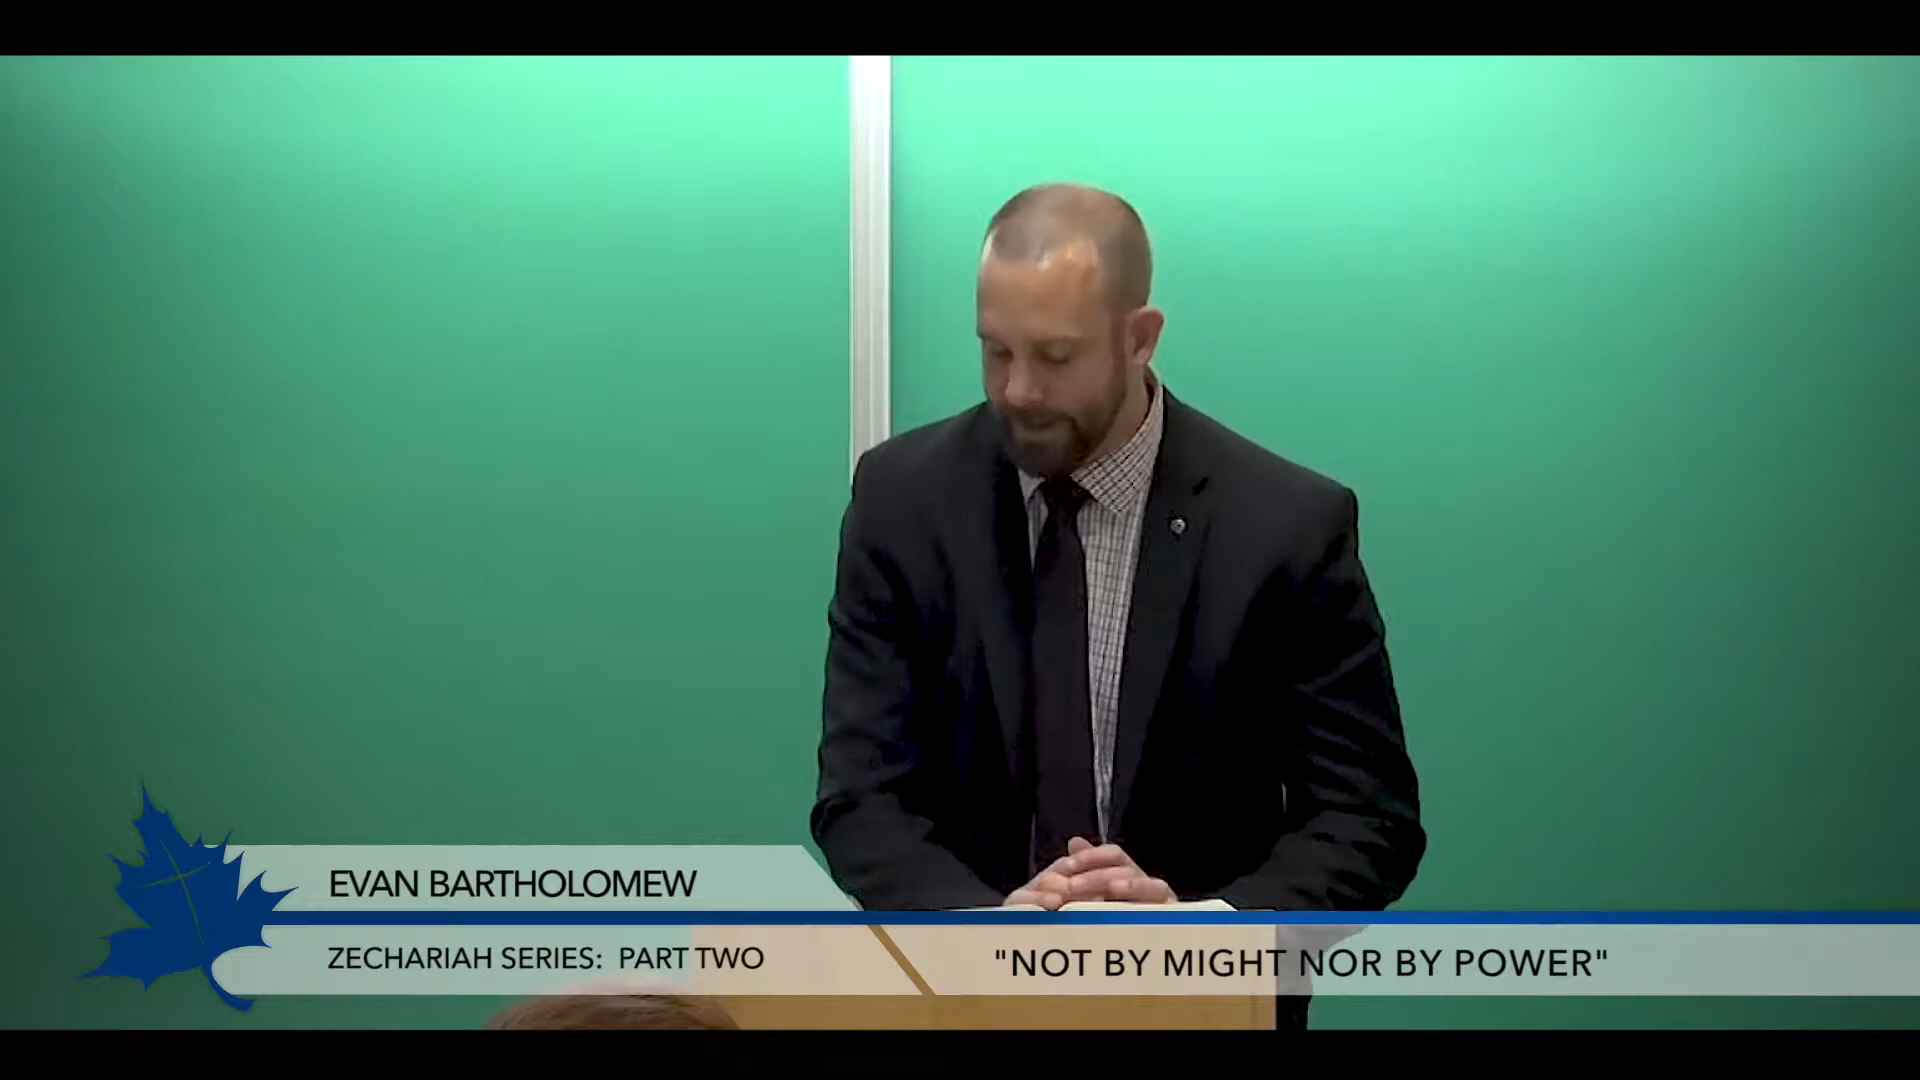 EVAN BARTHOLOMEW
ZECHARIAH SERIES: PART TWO
"NOT BY MIGHT NOR BY POWER"